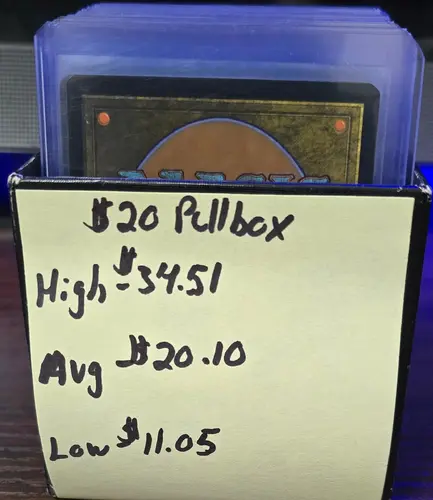 $20 Pullbox
High - $34.51
Avg $20.10
Low $11.05